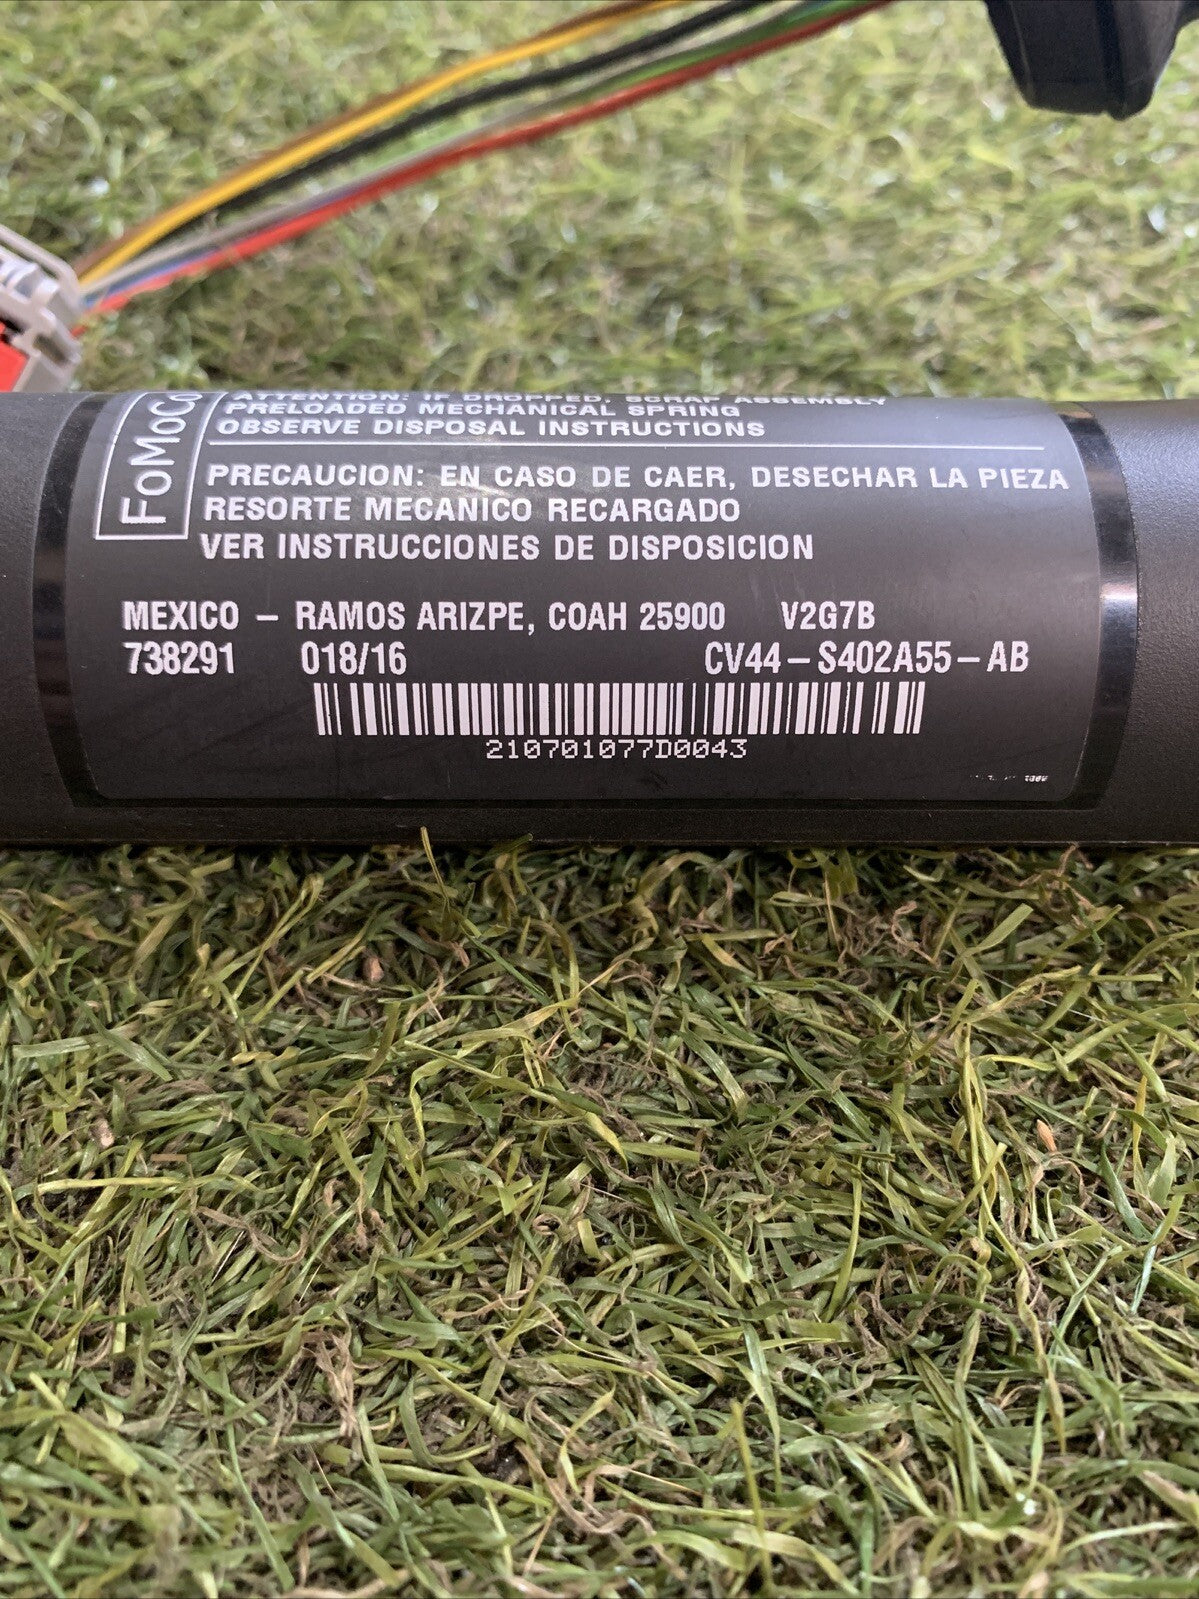 FoMoCo
ATTENTION: IF DROPPED, SCRAP ASSEMBLY
PRELOADED MECHANICAL SPRING
OBSERVE DISPOSAL INSTRUCTIONS
PRECAUCION: EN CASO DE CAER, DESECHAR LA PIEZA
RESORTE MECANICO RECARGADO
VER INSTRUCCIONES DE DISPOSICION
MEXICO – RAMOS ARIZPE, COAH 25900 V2G7B
738291 018/16 CV44–S402A55–AB
210701077D0043